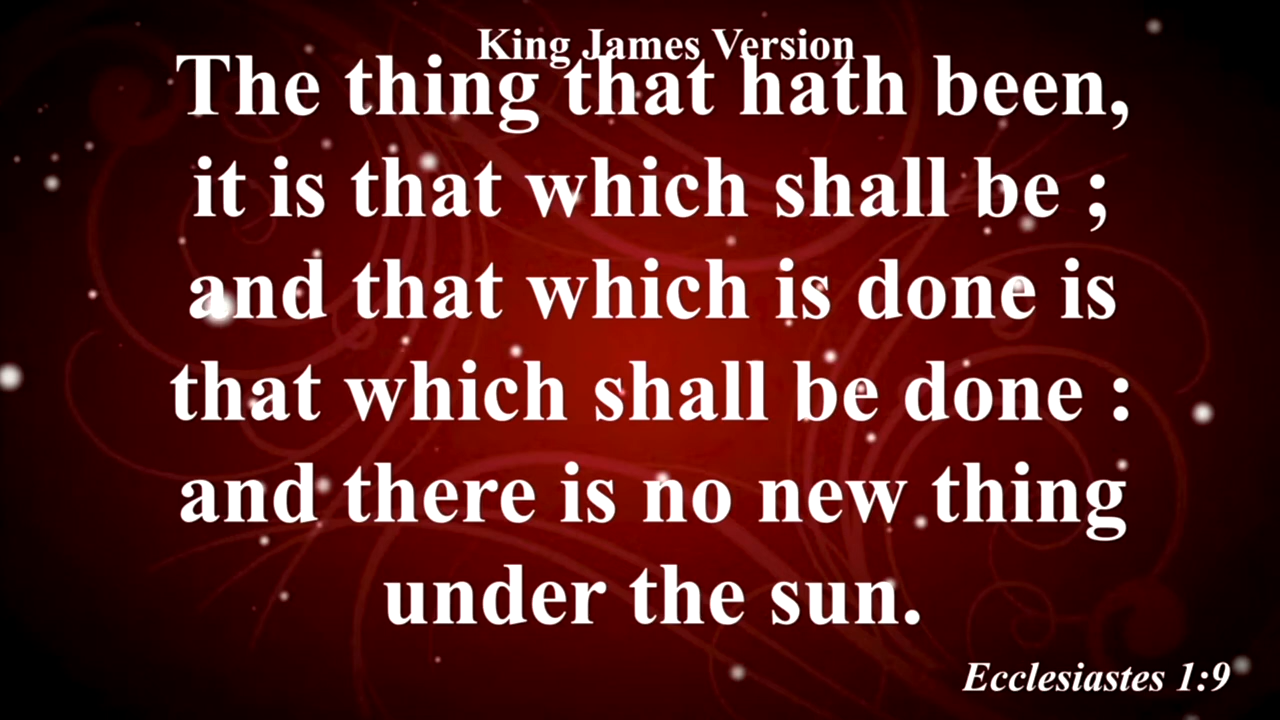 King James Version
The thing that hath been,
it is that which shall be ;
and that which is done is
that which shall be done :
and there is no new thing
under the sun.
Ecclesiastes 1:9